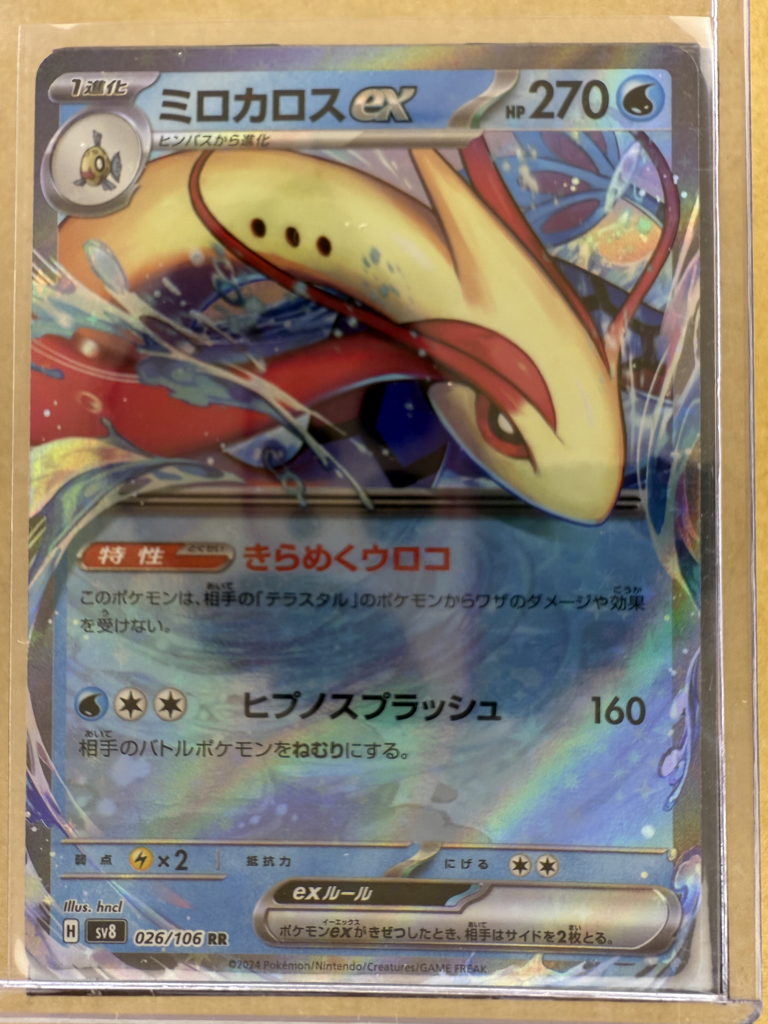 1進化
ミロカロスex HP 270
ヒンバスから進化
特性 とくせい きらめくウロコ
このポケモンは、相手の「テラスタル」のポケモンからワザのダメージや効果
を受けない。
ヒプノスプラッシュ 160
相手のバトルポケモンをねむりにする。
弱点 ×2 抵抗力 にげる
exルール
ポケモンexがきぜつしたとき、相手はサイドを2枚とる。
Illus. hncl
H sv8 026/106 RR
©2024 Pokémon/Nintendo/Creatures/GAME FREAK